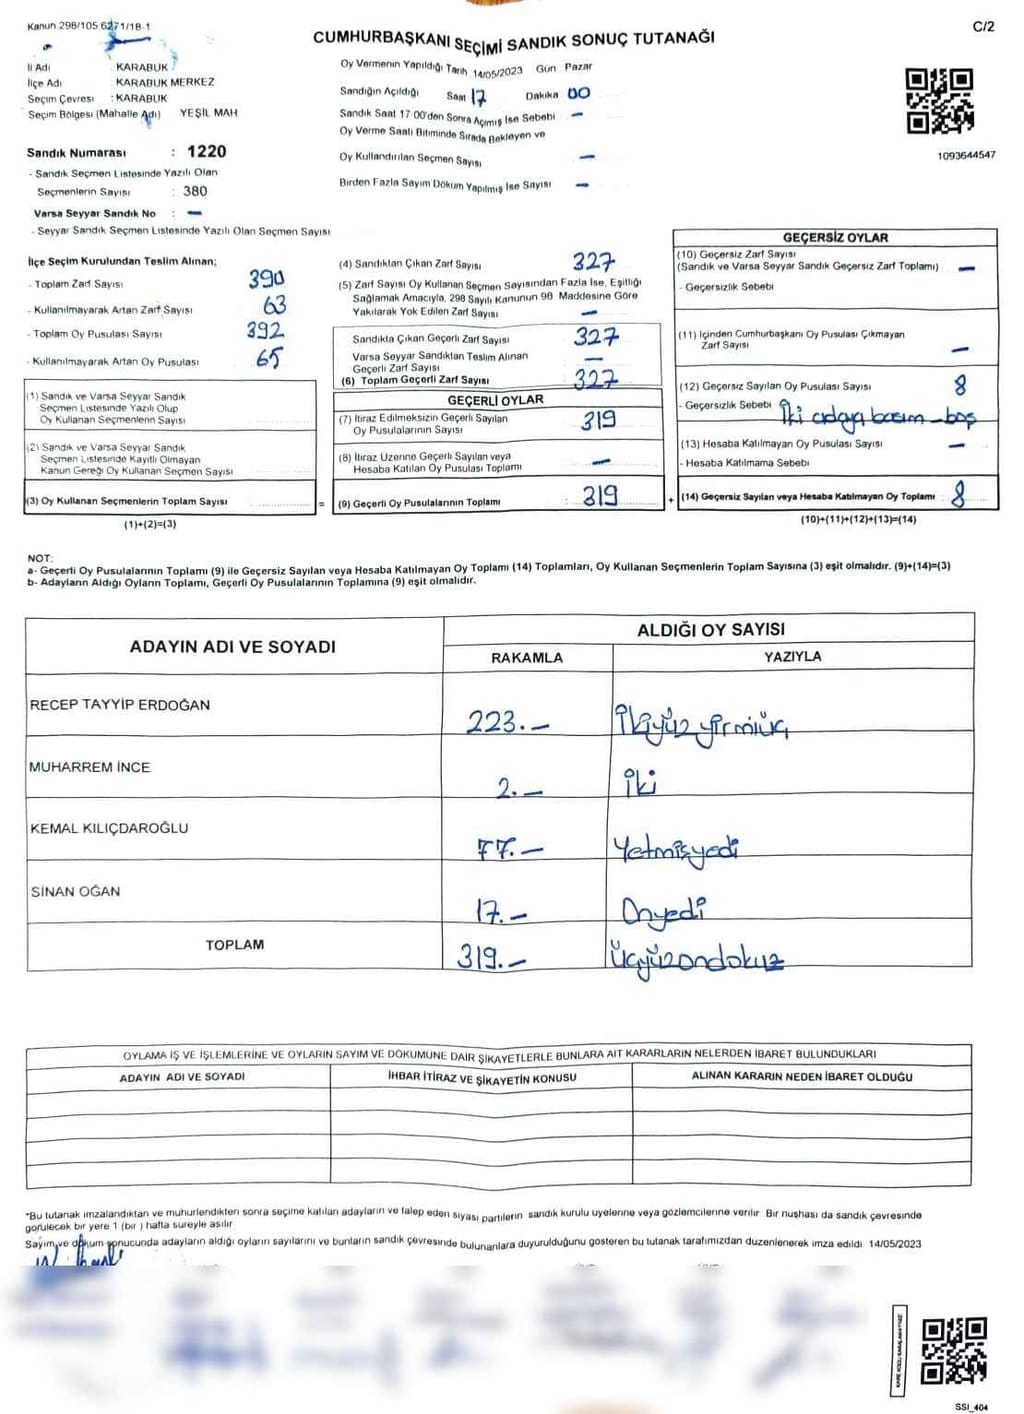 Kanun 298/105 6271/18-1
C/2
CUMHURBAŞKANI SEÇİMİ SANDIK SONUÇ TUTANAĞI
İl Adı : KARABÜK
İlçe Adı : KARABÜK MERKEZ
Seçim Çevresi : KARABÜK
Seçim Bölgesi (Mahalle Adı) YEŞİL MAH
Sandık Numarası : 1220
- Sandık Seçmen Listesinde Yazılı Olan
Seçmenlerin Sayısı : 380
Varsa Seyyar Sandık No : –
- Seyyar Sandık Seçmen Listesinde Yazılı Olan Seçmen Sayısı
Oy Vermenin Yapıldığı Tarih 14/05/2023 Gün Pazar
Sandığın Açıldığı Saat 17 Dakika 00
Sandık Saat 17 00'den Sonra Açımış İse Sebebi –
Oy Verme Saati Bitiminde Sırada Bekleyen ve
Oy Kullandırılan Seçmen Sayısı –
Birden Fazla Sayım Döküm Yapılmış İse Sayısı –
1093644547
İlçe Seçim Kurulundan Teslim Alınan;
- Toplam Zarf Sayısı 390
- Kullanılmayarak Artan Zarf Sayısı 63
- Toplam Oy Pusulası Sayısı 392
- Kullanılmayarak Artan Oy Pusulası 65
(1) Sandık ve Varsa Seyyar Sandık
Seçmen Listesinde Yazılı Olup
Oy Kullanan Seçmenlerin Sayısı
(2) Sandık ve Varsa Seyyar Sandık
Seçmen Listesinde Kayıtlı Olmayan
Kanun Gereği Oy Kullanan Seçmen Sayısı
(3) Oy Kullanan Seçmenlerin Toplam Sayısı =
(1)+(2)=(3)
(4) Sandıktan Çıkan Zarf Sayısı 327
(5) Zarf Sayısı Oy Kullanan Seçmen Sayısından Fazla İse, Eşitliği
Sağlamak Amacıyla, 298 Sayılı Kanunun 98 Maddesine Göre
Yakılarak Yok Edilen Zarf Sayısı –
Sandıkta Çıkan Geçerli Zarf Sayısı 327
Varsa Seyyar Sandıktan Teslim Alınan
Geçerli Zarf Sayısı –
(6) Toplam Geçerli Zarf Sayısı 327
GEÇERLİ OYLAR
(7) İtiraz Edilmeksizin Geçerli Sayılan
Oy Pusulalarının Sayısı 319
(8) İtiraz Üzerine Geçerli Sayılan veya
Hesaba Katılan Oy Pusulası Toplamı –
(9) Geçerli Oy Pusulalarının Toplamı : 319 +
GEÇERSİZ OYLAR
(10) Geçersiz Zarf Sayısı
(Sandık ve Varsa Seyyar Sandık Geçersiz Zarf Toplamı) –
- Geçersizlik Sebebi
(11) İçinden Cumhurbaşkanı Oy Pusulası Çıkmayan
Zarf Sayısı –
(12) Geçersiz Sayılan Oy Pusulası Sayısı 8
- Geçersizlik Sebebi İki adaya basım - boş
(13) Hesaba Katılmayan Oy Pusulası Sayısı –
- Hesaba Katılmama Sebebi
(14) Geçersiz Sayılan veya Hesaba Katılmayan Oy Toplamı : 8
(10)+(11)+(12)+(13)=(14)
NOT:
a- Geçerli Oy Pusulalarının Toplamı (9) ile Geçersiz Sayılan veya Hesaba Katılmayan Oy Toplamı (14) Toplamları, Oy Kullanan Seçmenlerin Toplam Sayısına (3) eşit olmalıdır. (9)+(14)=(3)
b- Adayların Aldığı Oyların Toplamı, Geçerli Oy Pusulalarının Toplamına (9) eşit olmalıdır.
ADAYIN ADI VE SOYADI
ALDIĞI OY SAYISI
RAKAMLA YAZIYLA
RECEP TAYYİP ERDOĞAN 223.– İkiyüz yirmiüç
MUHARREM İNCE 2.– İki
KEMAL KILIÇDAROĞLU 77.– Yetmişyedi
SİNAN OĞAN 17.– Onyedi
TOPLAM 319.– Üçyüzondokuz
OYLAMA İŞ VE İŞLEMLERİNE VE OYLARIN SAYIM VE DÖKÜMÜNE DAİR ŞİKAYETLERLE BUNLARA AİT KARARLARIN NELERDEN İBARET BULUNDUKLARI
ADAYIN ADI VE SOYADI İHBAR İTİRAZ VE ŞİKAYETİN KONUSU ALINAN KARARIN NEDEN İBARET OLDUĞU
*Bu tutanak imzalandıktan ve mühürlendikten sonra seçime katılan adayların ve talep eden siyasi partilerin sandık kurulu üyelerine veya gözlemcilerine verilir Bir nüshası da sandık çevresinde
görülecek bir yere 1 (bir ) hafta süreyle asılır
Sayım ve döküm sonucunda adayların aldığı oyların sayılarını ve bunların sandık çevresinde bulunanlara duyurulduğunu gösteren bu tutanak tarafımızdan düzenlenerek imza edildi 14/05/2023
SSİ_404